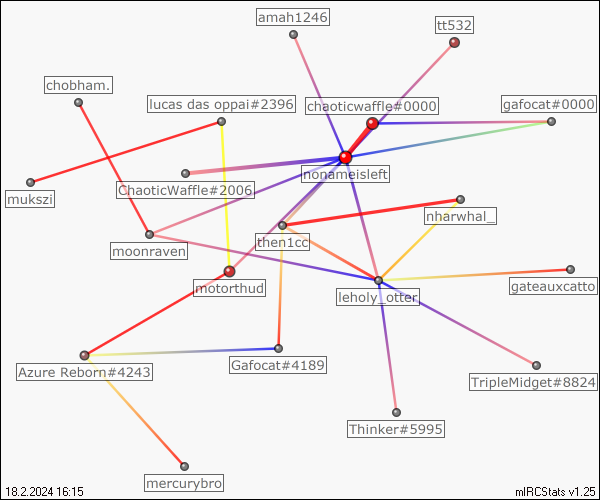 amah1246
tt532
chobham.
lucas das oppai#2396
chaoticwaffle#0000
gafocat#0000
mukszi
ChaoticWaffle#2006
nonameisleft
nharwhal_
moonraven
then1cc
motorthud
leholy_otter
gateauxcatto
Azure Reborn#4243
Gafocat#4189
TripleMidget#8824
Thinker#5995
mercurybro
18.2.2024 16:15
mIRCStats v1.25